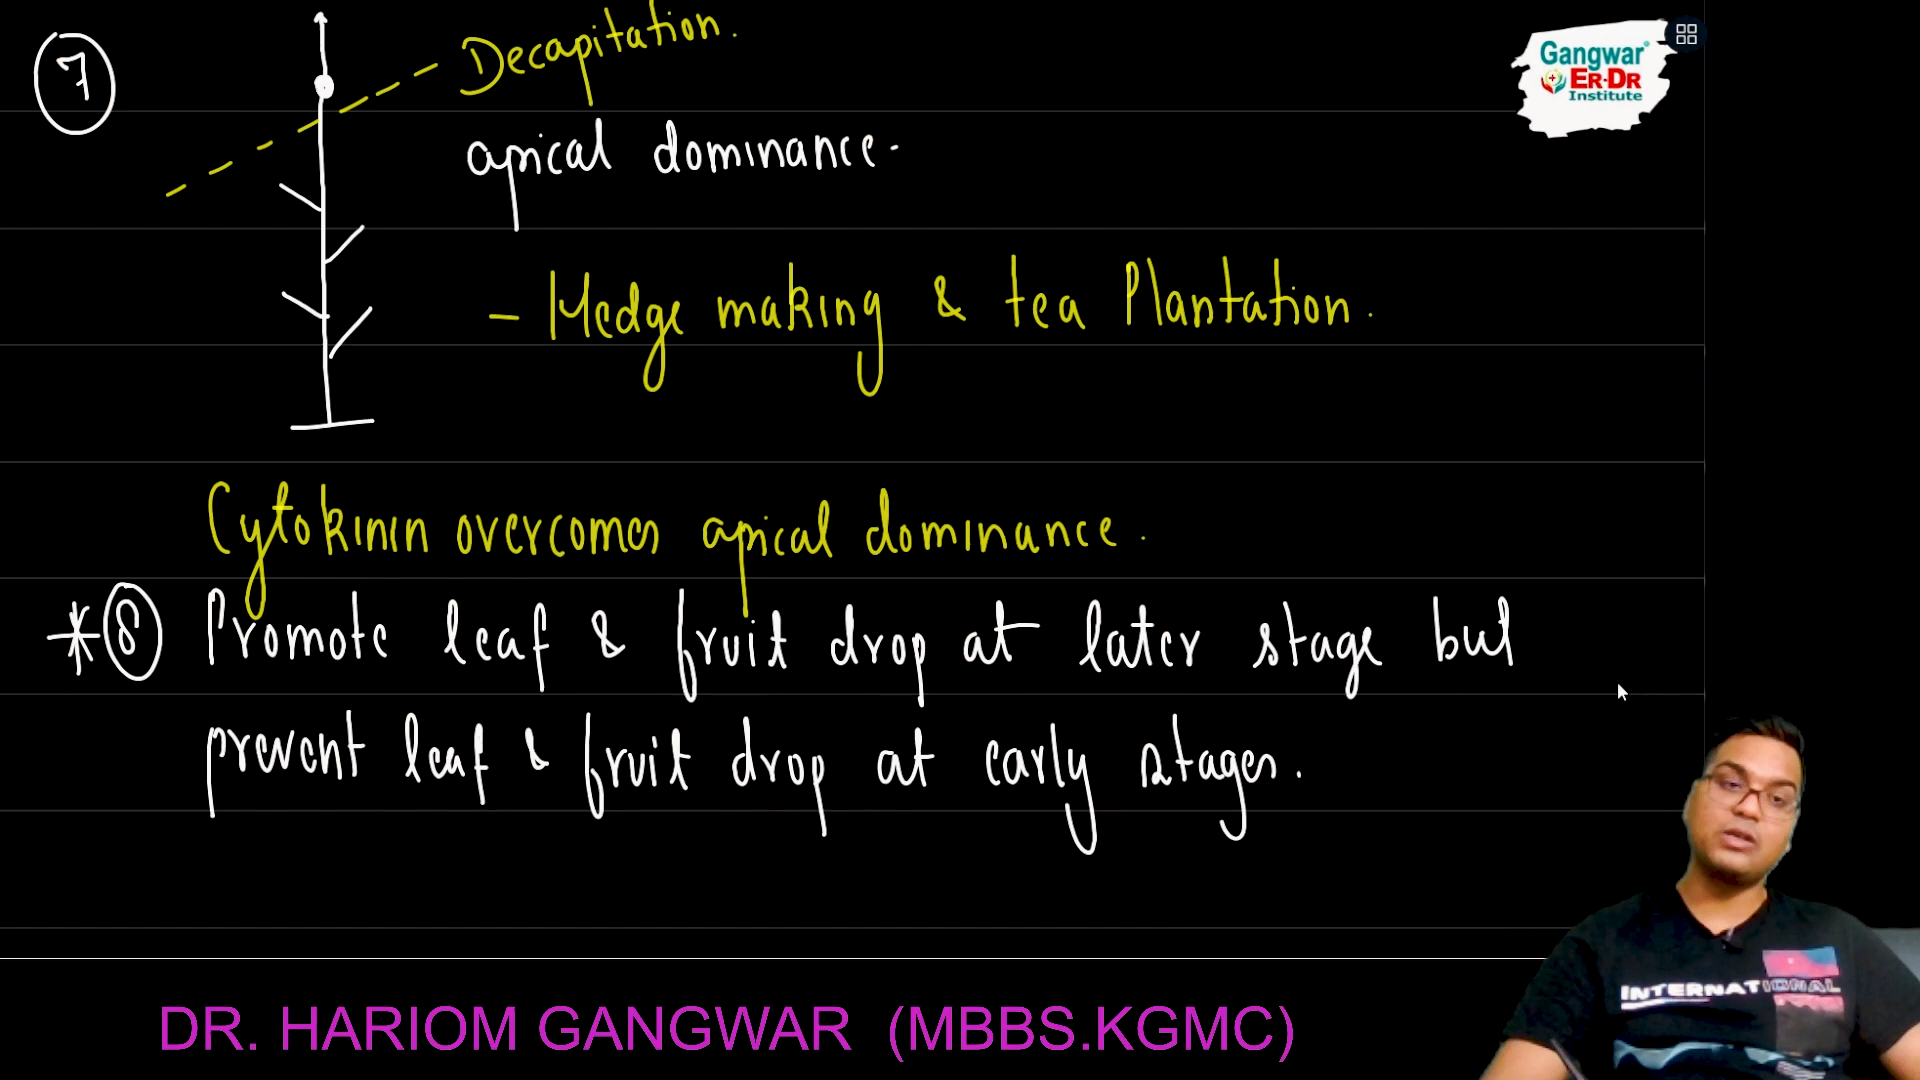 7
Decapitation.
apical dominance.
- Hedge making & tea Plantation.
Cytokinin overcomes apical dominance.
* 8 Promote leaf & fruit drop at later stage but
prevent leaf & fruit drop at early stages.
Gangwar
ER-DR
Institute
INTERNATIONAL
DR. HARIOM GANGWAR (MBBS.KGMC)